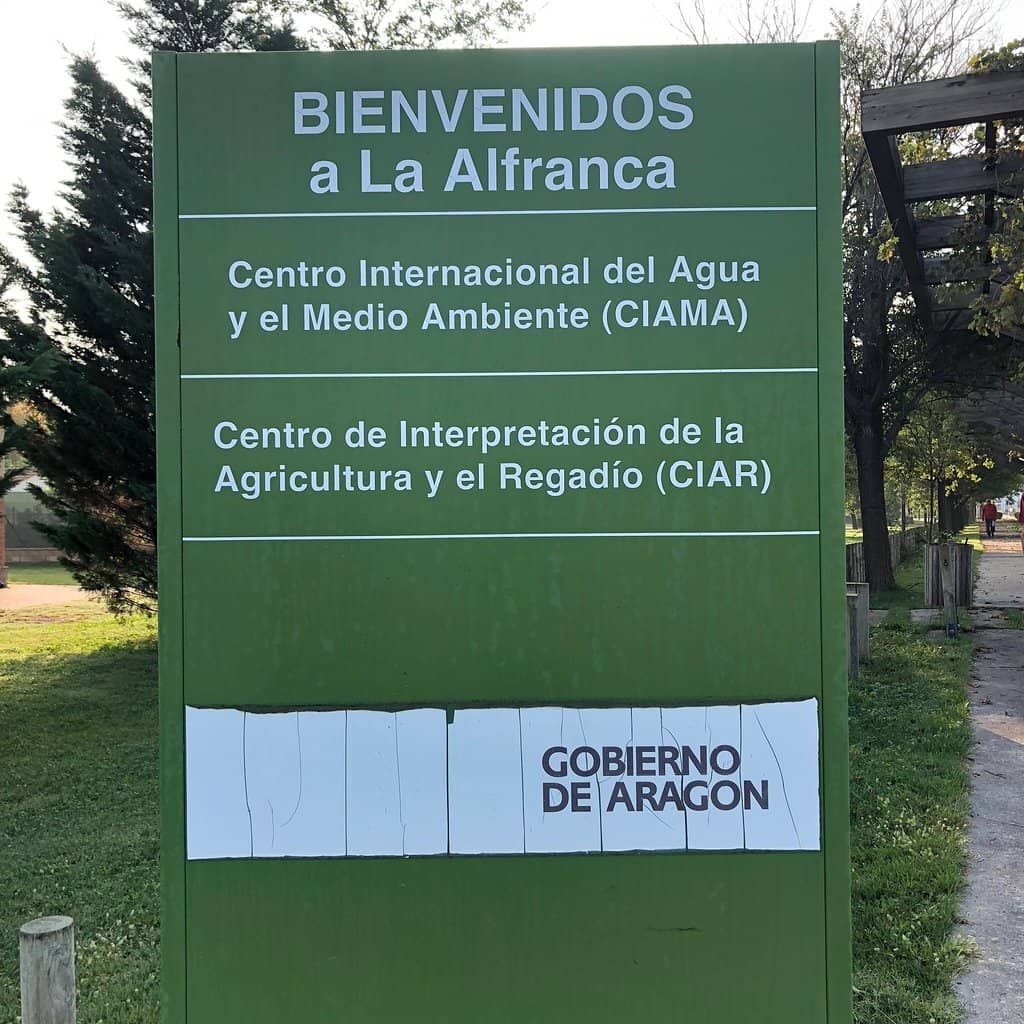 BIENVENIDOS
a La Alfranca
Centro Internacional del Agua
y el Medio Ambiente (CIAMA)
Centro de Interpretación de la
Agricultura y el Regadío (CIAR)
GOBIERNO
DE ARAGON